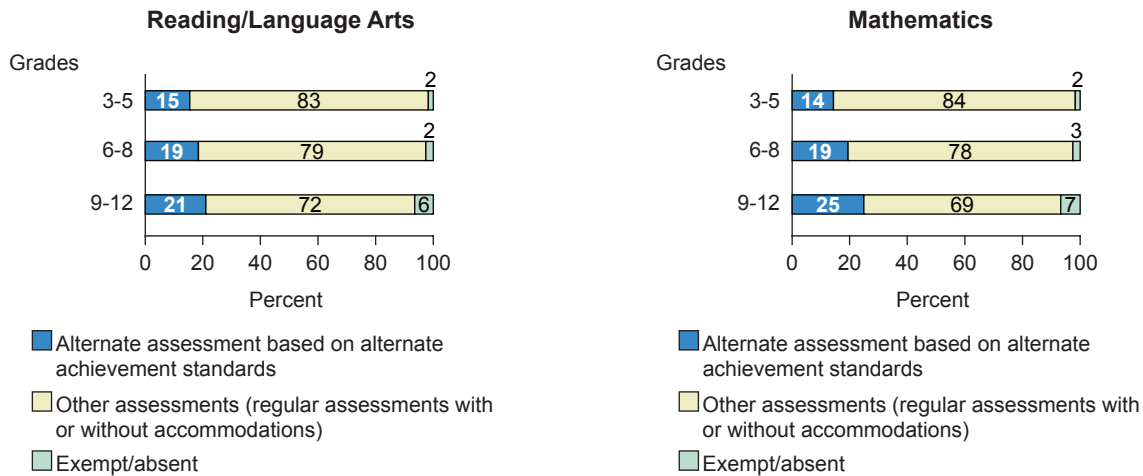 Reading/Language Arts
Grades
2
3-5 15 83
2
6-8 19 79
9-12 21 72 6
0 20 40 60 80 100
Percent
Alternate assessment based on alternate
achievement standards
Other assessments (regular assessments with
or without accommodations)
Exempt/absent
Mathematics
Grades
2
3-5 14 84
3
6-8 19 78
9-12 25 69 7
0 20 40 60 80 100
Percent
Alternate assessment based on alternate
achievement standards
Other assessments (regular assessments with
or without accommodations)
Exempt/absent